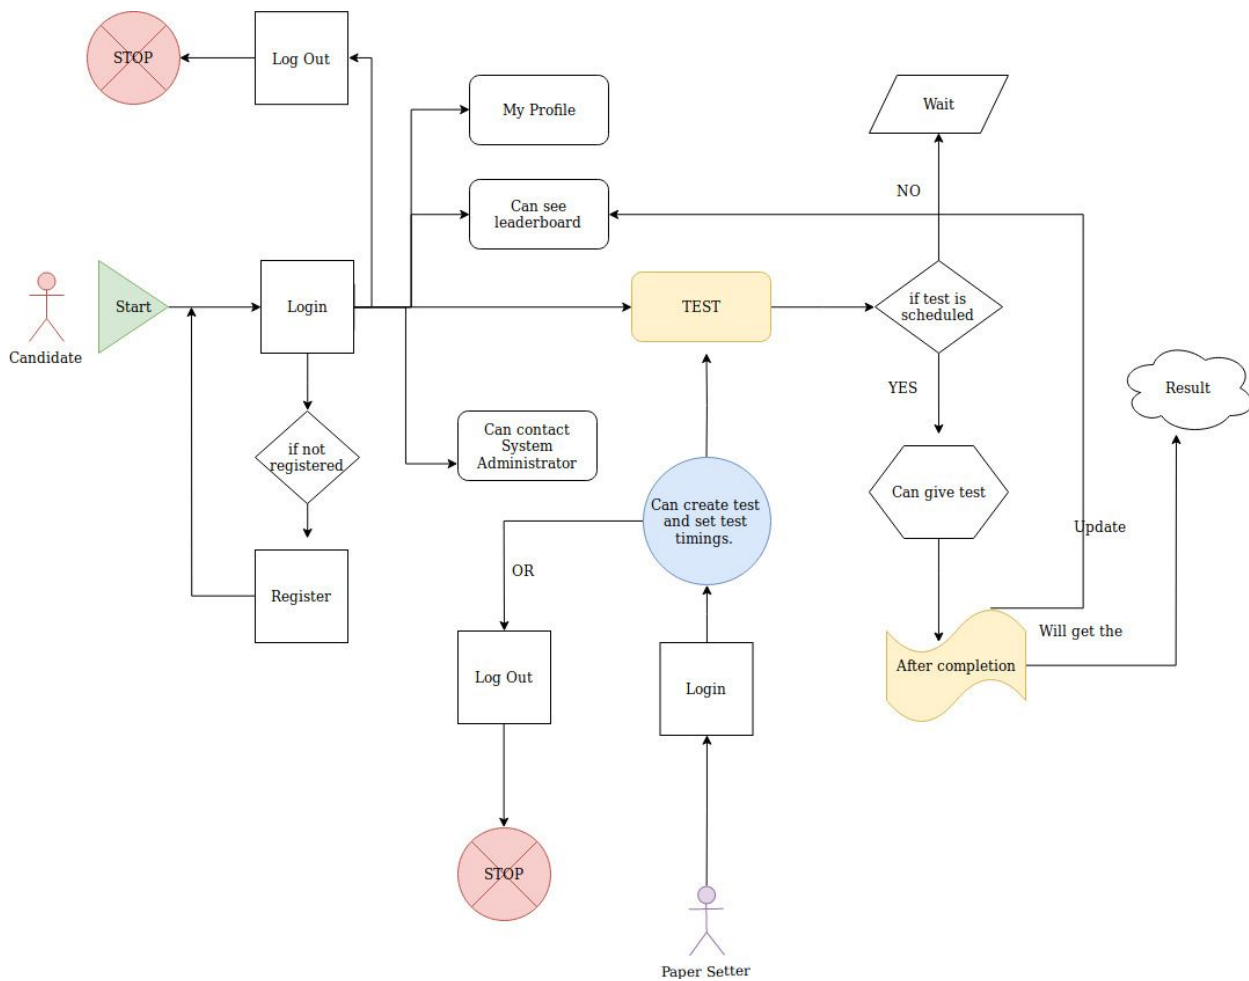 STOP
Log Out
My Profile
Wait
NO
Can see
leaderboard
Start
Login
TEST
if test is
scheduled
Candidate
YES
Result
if not
registered
Can contact
System
Administrator
Can give test
Can create test
and set test
timings.
Update
OR
Register
Will get the
Log Out
Login
After completion
STOP
Paper Setter